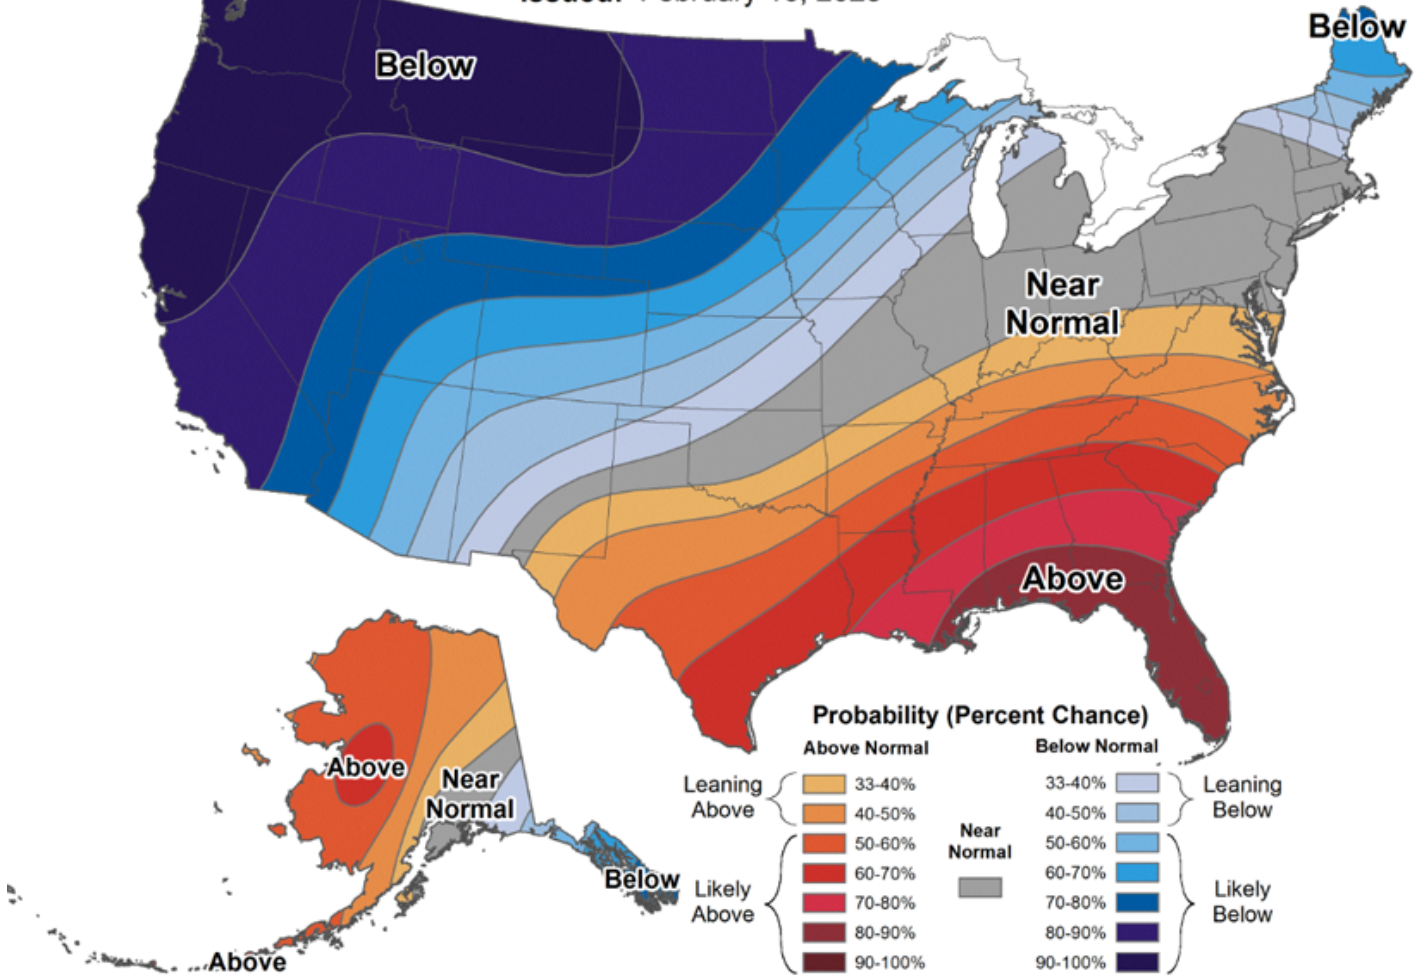 Below
Below
Near
Normal
Above
Above
Near
Normal
Below
Above
Probability (Percent Chance)
Above Normal
Below Normal
Leaning
Above
33-40%
40-50%
50-60%
60-70%
70-80%
80-90%
90-100%
Likely
Above
Near
Normal
33-40%
40-50%
50-60%
60-70%
70-80%
80-90%
90-100%
Leaning
Below
Likely
Below